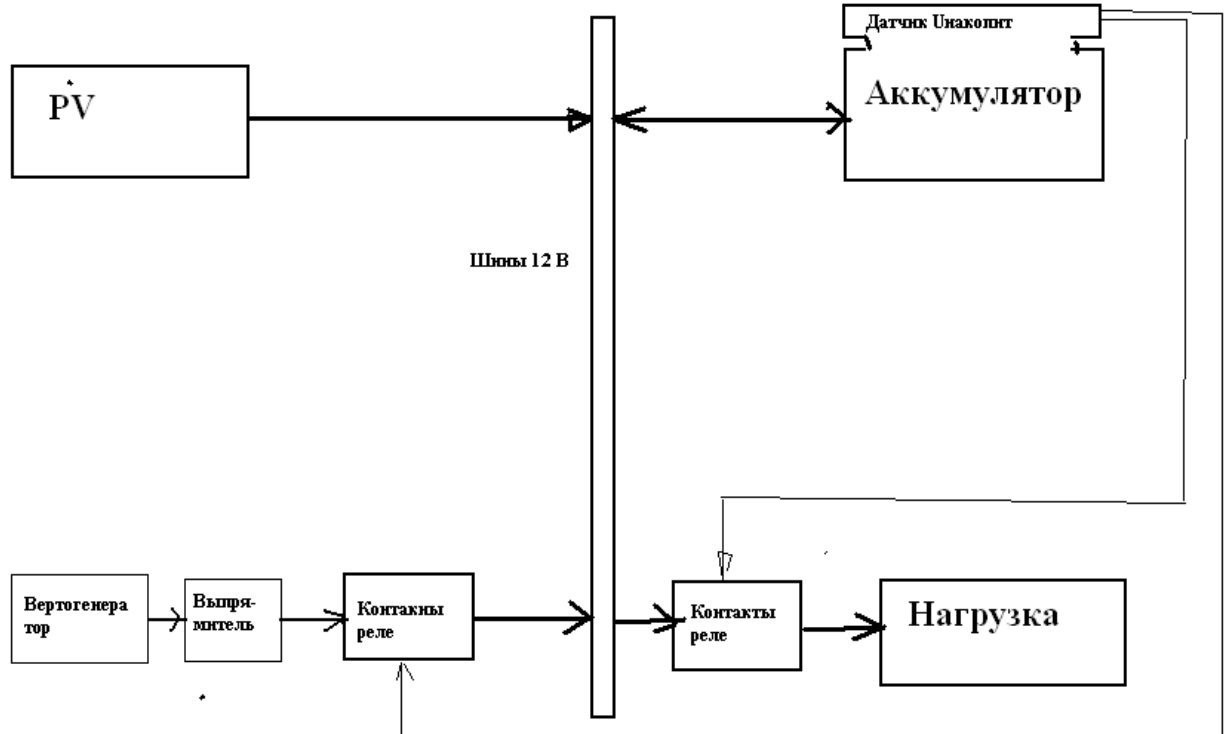 Датчик Uнакопит
PV
Аккумулятор
Шины 12 В
Вертогенера
тор
Выпря-
митель
Контакны
реле
Контакты
реле
Нагрузка